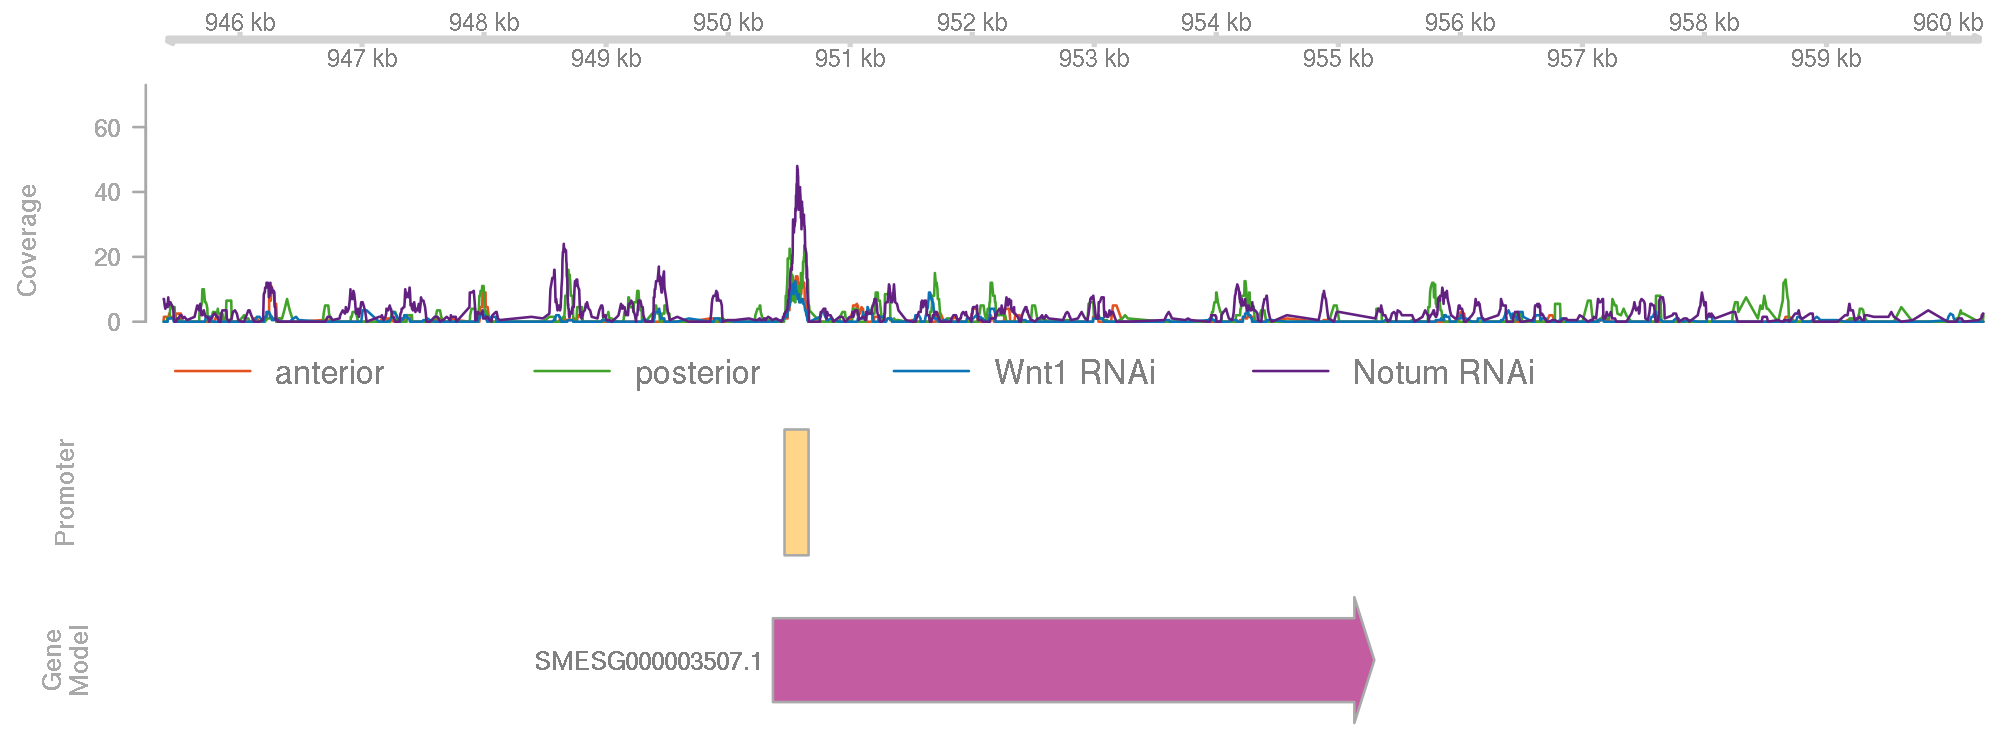 946 kb 948 kb 950 kb 952 kb 954 kb 956 kb 958 kb 960 kb
947 kb 949 kb 951 kb 953 kb 955 kb 957 kb 959 kb
Coverage
60
40
20
0
anterior posterior Wnt1 RNAi Notum RNAi
Promoter
Gene
Model
SMESG000003507.1